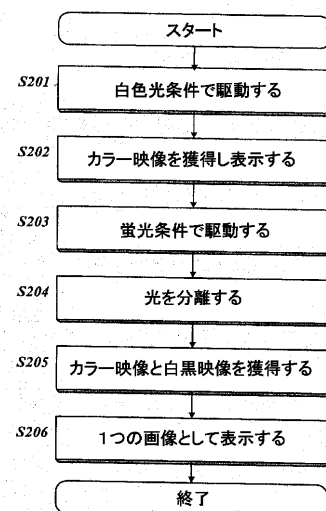 スタート
S201
白色光条件で駆動する
S202
カラー映像を獲得し表示する
S203
蛍光条件で駆動する
S204
光を分離する
S205
カラー映像と白黒映像を獲得する
S206
1つの画像として表示する
終了